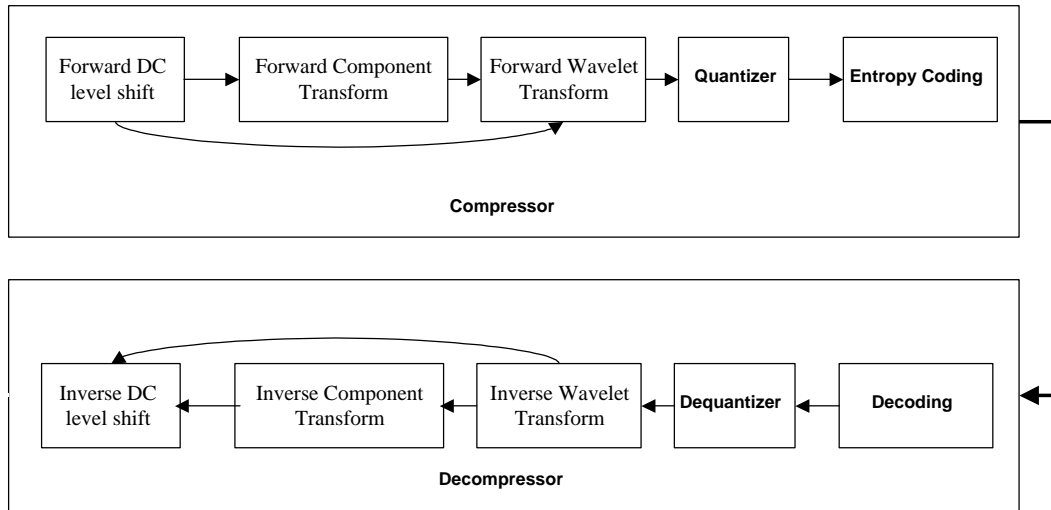 Forward DC
level shift
Forward Component
Transform
Forward Wavelet
Transform
Quantizer
Entropy Coding
Compressor
Inverse DC
level shift
Inverse Component
Transform
Inverse Wavelet
Transform
Dequantizer
Decoding
Decompressor